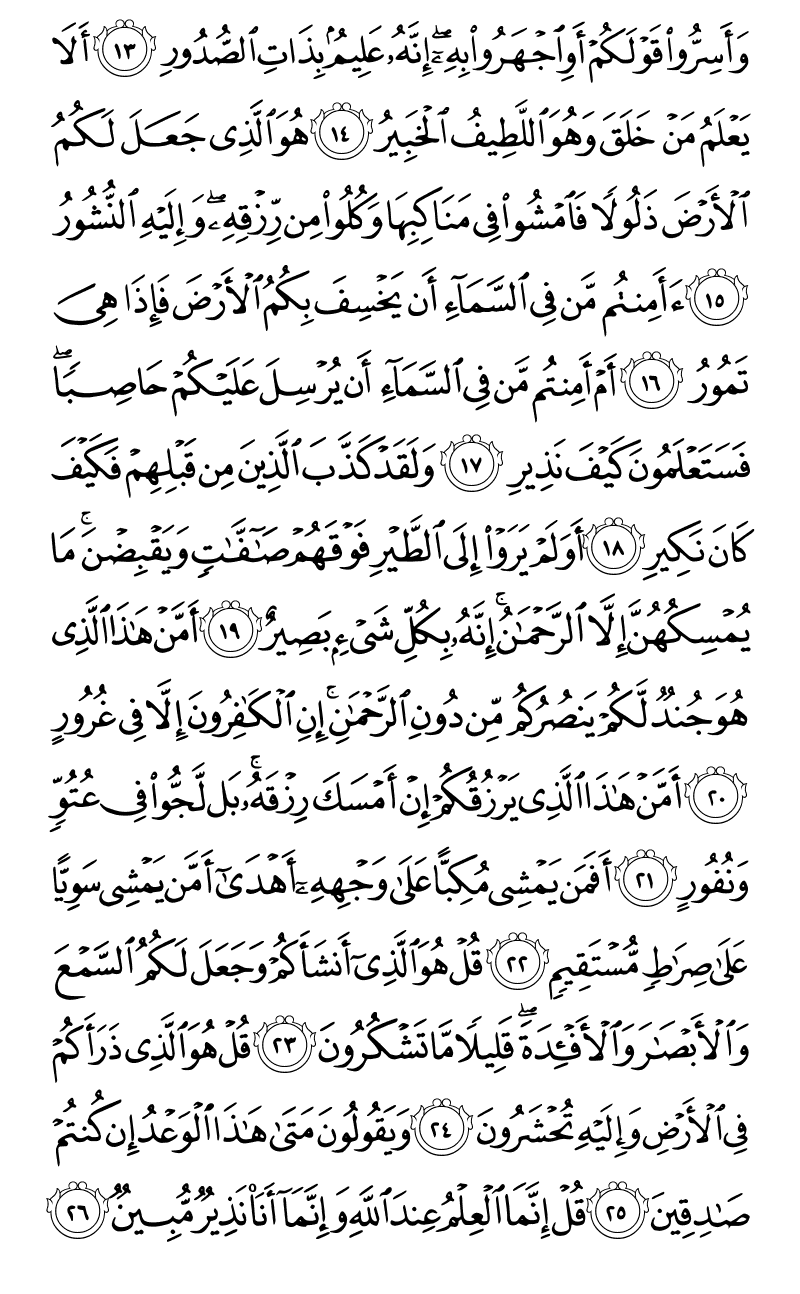 وَأَسِرُّوا۟ قَوْلَكُمْ أَوِ ٱجْهَرُوا۟ بِهِۦٓ ۖ إِنَّهُۥ عَلِيمٌۢ بِذَاتِ ٱلصُّدُورِ ١٣ أَلَا
يَعْلَمُ مَنْ خَلَقَ وَهُوَ ٱللَّطِيفُ ٱلْخَبِيرُ ١٤ هُوَ ٱلَّذِى جَعَلَ لَكُمُ
ٱلْأَرْضَ ذَلُولًا فَٱمْشُوا۟ فِى مَنَاكِبِهَا وَكُلُوا۟ مِن رِّزْقِهِۦ ۖ وَإِلَيْهِ ٱلنُّشُورُ
١٥ ءَأَمِنتُم مَّن فِى ٱلسَّمَآءِ أَن يَخْسِفَ بِكُمُ ٱلْأَرْضَ فَإِذَا هِىَ
تَمُورُ ١٦ أَمْ أَمِنتُم مَّن فِى ٱلسَّمَآءِ أَن يُرْسِلَ عَلَيْكُمْ حَاصِبًا ۖ
فَسَتَعْلَمُونَ كَيْفَ نَذِيرِ ١٧ وَلَقَدْ كَذَّبَ ٱلَّذِينَ مِن قَبْلِهِمْ فَكَيْفَ
كَانَ نَكِيرِ ١٨ أَوَلَمْ يَرَوْا۟ إِلَى ٱلطَّيْرِ فَوْقَهُمْ صَـٰٓفَّـٰتٍ وَيَقْبِضْنَ ۚ مَا
يُمْسِكُهُنَّ إِلَّا ٱلرَّحْمَـٰنُ ۚ إِنَّهُۥ بِكُلِّ شَىْءٍۭ بَصِيرٌ ١٩ أَمَّنْ هَـٰذَا ٱلَّذِى
هُوَ جُندٌ لَّكُمْ يَنصُرُكُم مِّن دُونِ ٱلرَّحْمَـٰنِ ۚ إِنِ ٱلْكَـٰفِرُونَ إِلَّا فِى غُرُورٍ
٢٠ أَمَّنْ هَـٰذَا ٱلَّذِى يَرْزُقُكُمْ إِنْ أَمْسَكَ رِزْقَهُۥ ۚ بَل لَّجُّوا۟ فِى عُتُوٍّ
وَنُفُورٍ ٢١ أَفَمَن يَمْشِى مُكِبًّا عَلَىٰ وَجْهِهِۦٓ أَهْدَىٰٓ أَمَّن يَمْشِى سَوِيًّا
عَلَىٰ صِرَٰطٍ مُّسْتَقِيمٍ ٢٢ قُلْ هُوَ ٱلَّذِىٓ أَنشَأَكُمْ وَجَعَلَ لَكُمُ ٱلسَّمْعَ
وَٱلْأَبْصَـٰرَ وَٱلْأَفْـِٔدَةَ ۖ قَلِيلًا مَّا تَشْكُرُونَ ٢٣ قُلْ هُوَ ٱلَّذِى ذَرَأَكُمْ
فِى ٱلْأَرْضِ وَإِلَيْهِ تُحْشَرُونَ ٢٤ وَيَقُولُونَ مَتَىٰ هَـٰذَا ٱلْوَعْدُ إِن كُنتُمْ
صَـٰدِقِينَ ٢٥ قُلْ إِنَّمَا ٱلْعِلْمُ عِندَ ٱللَّهِ وَإِنَّمَآ أَنَا۠ نَذِيرٌ مُّبِينٌ ٢٦